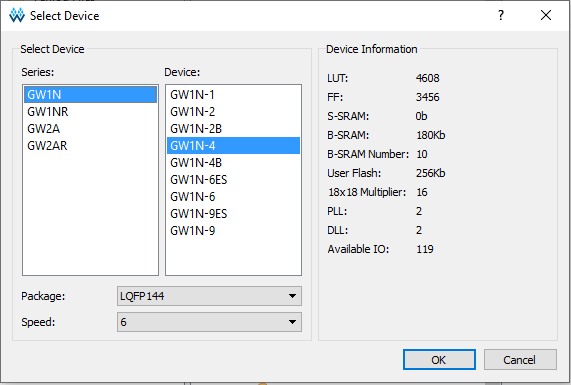 Select Device
?
Select Device
Series:
GW1N
GW1NR
GW2A
GW2AR
Device:
GW1N-1
GW1N-2
GW1N-2B
GW1N-4
GW1N-4B
GW1N-6ES
GW1N-6
GW1N-9ES
GW1N-9
Package: LQFP144
Speed: 6
Device Information
LUT: 4608
FF: 3456
S-SRAM: 0b
B-SRAM: 180Kb
B-SRAM Number: 10
User Flash: 256Kb
18x18 Multiplier: 16
PLL: 2
DLL: 2
Available IO: 119
OK Cancel